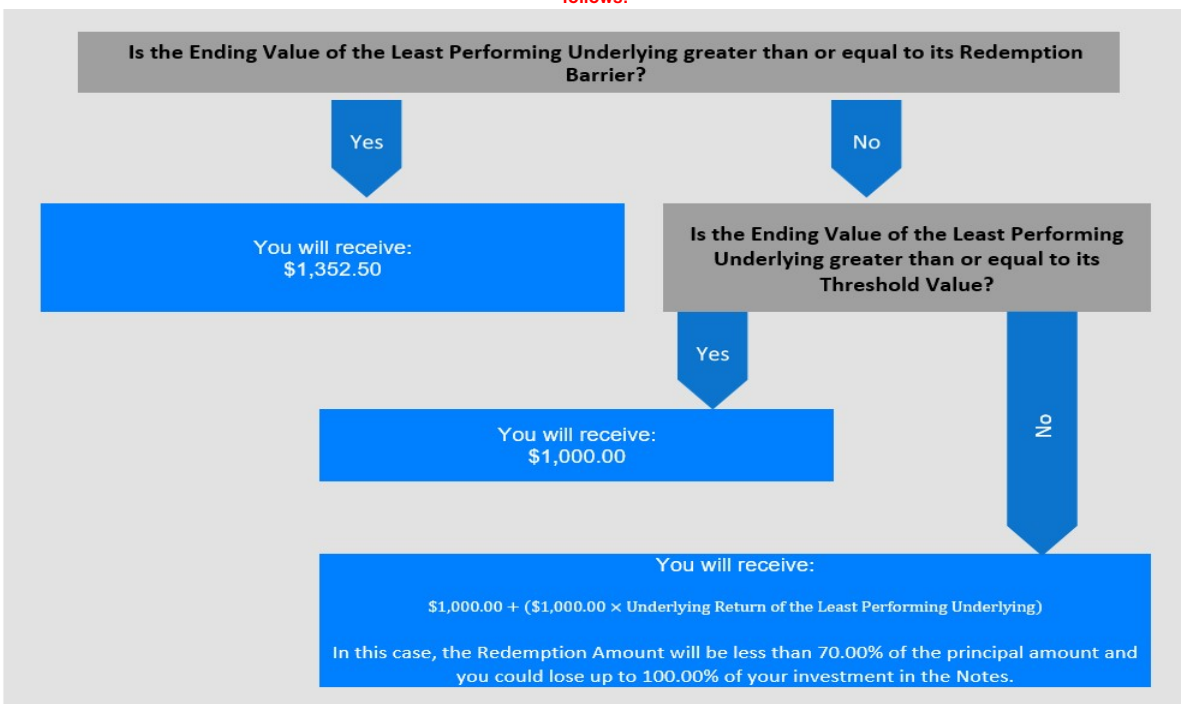 follows:
Is the Ending Value of the Least Performing Underlying greater than or equal to its Redemption
Barrier?
Yes
No
You will receive:
$1,352.50
Is the Ending Value of the Least Performing
Underlying greater than or equal to its
Threshold Value?
Yes
No
You will receive:
$1,000.00
You will receive:
$1,000.00 + ($1,000.00 × Underlying Return of the Least Performing Underlying)
In this case, the Redemption Amount will be less than 70.00% of the principal amount and
you could lose up to 100.00% of your investment in the Notes.